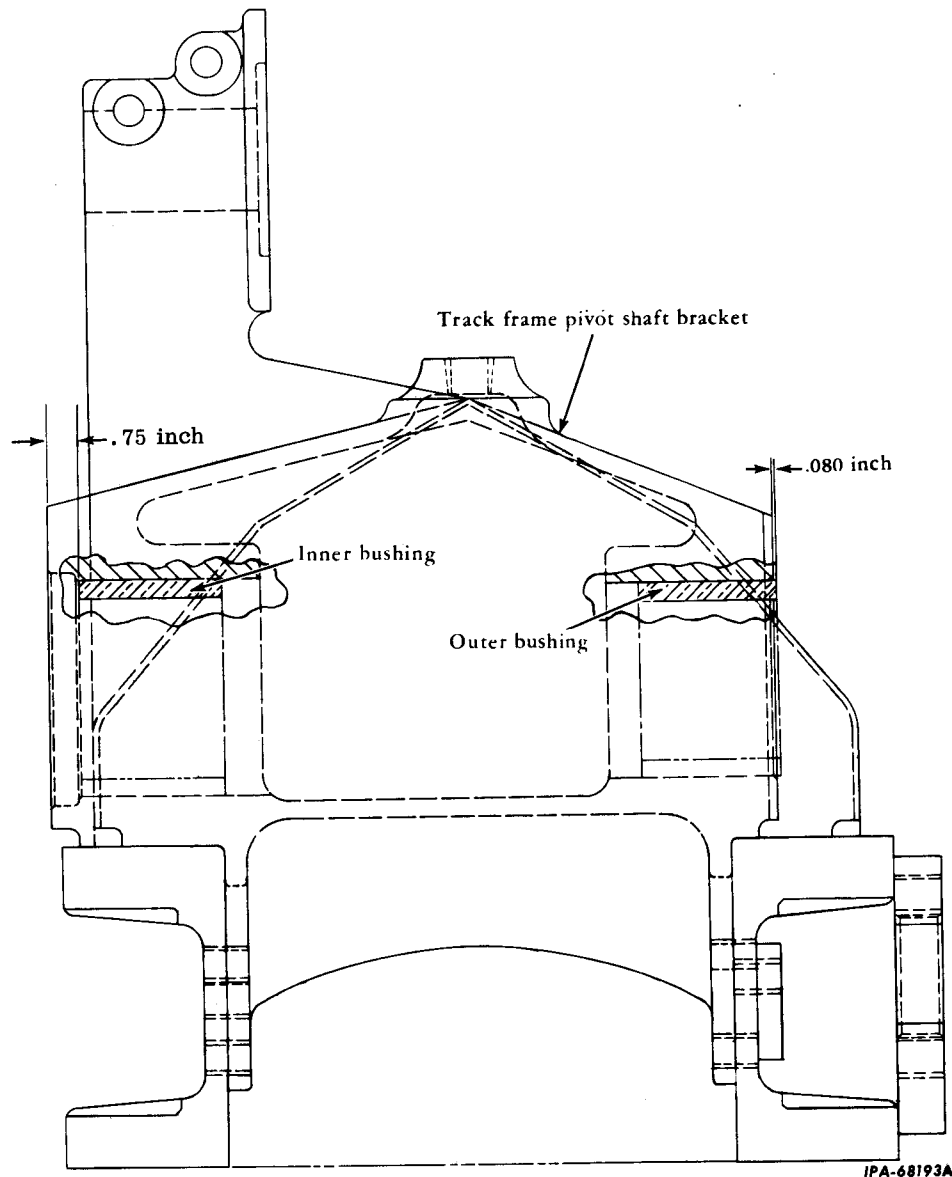 Track frame pivot shaft bracket
.75 inch
.080 inch
Inner bushing
Outer bushing
IPA-68193A